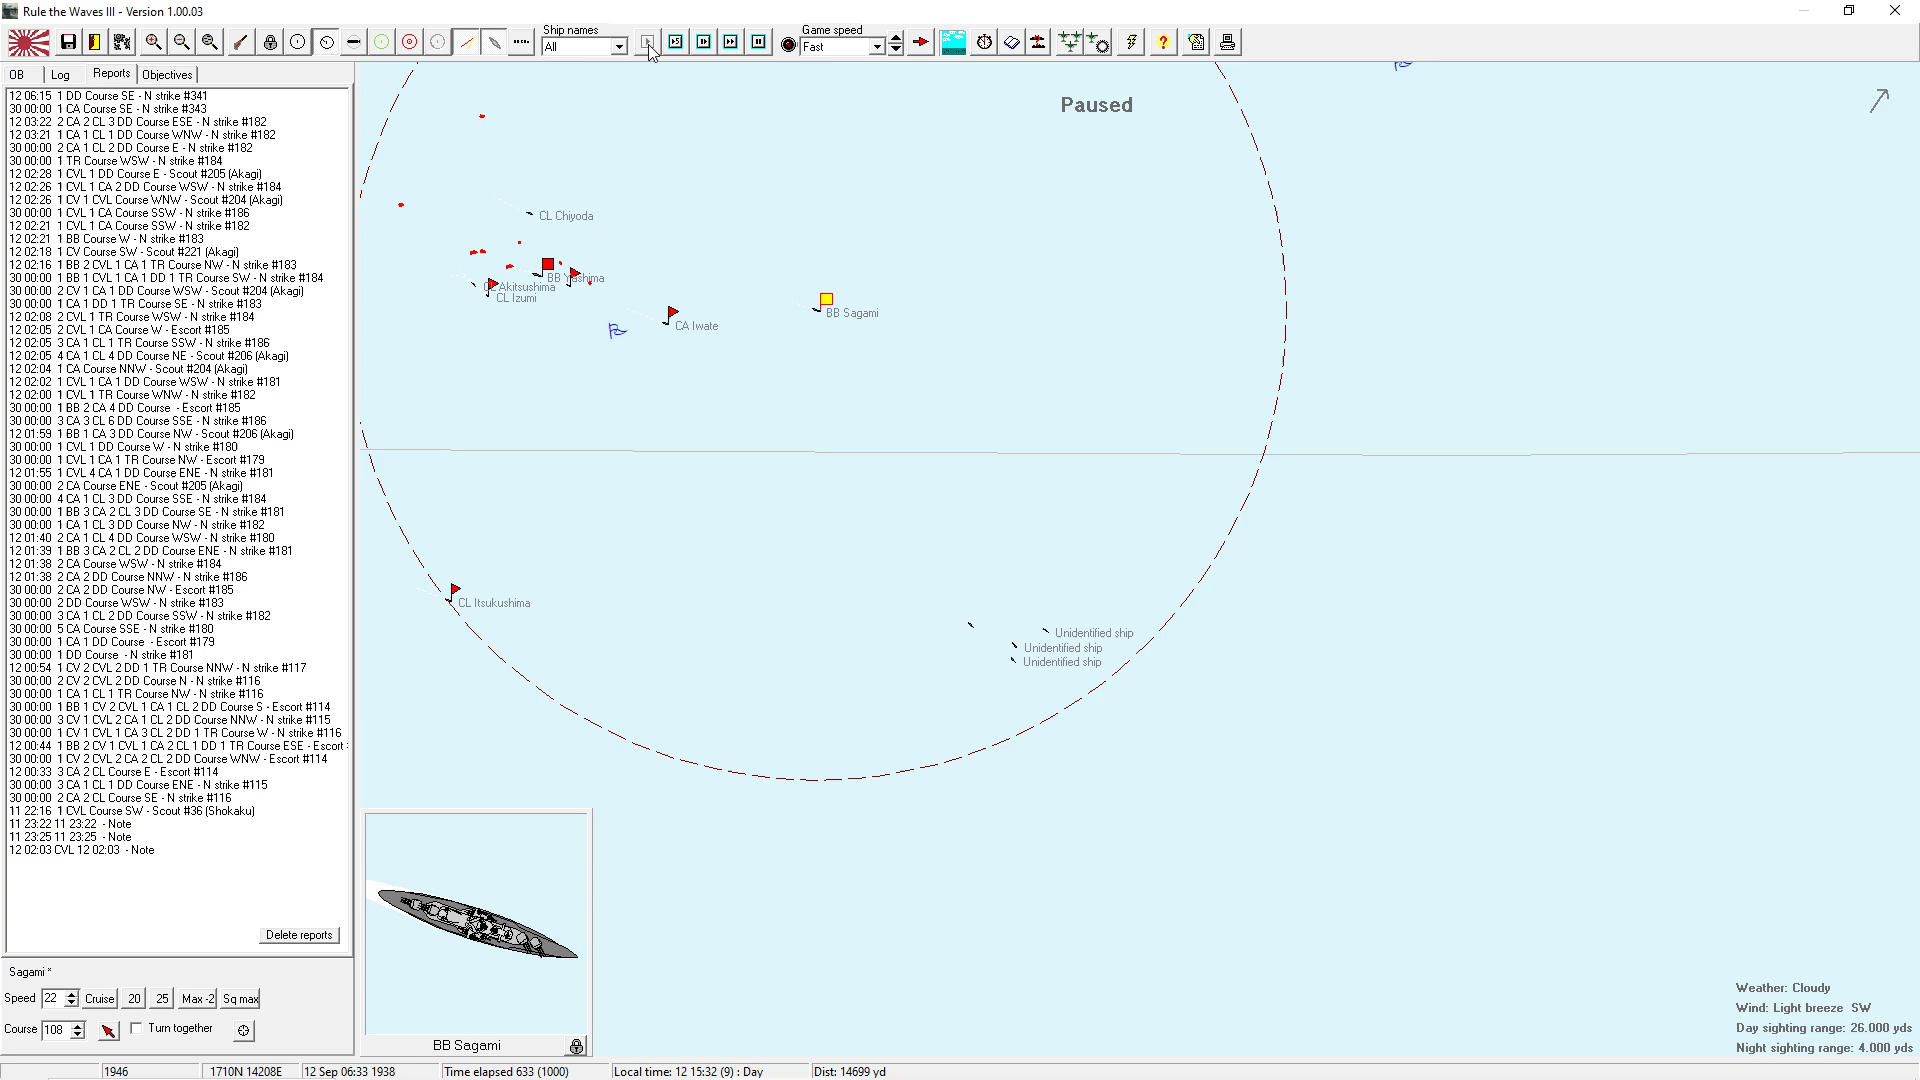 Rule the Waves III - Version 1.00.03
Ship names
All
Game speed
Fast
OB Log Reports Objectives
12 06:15 1 DD Course SE - N strike #341
30 00:00 1 CA Course SE - N strike #343
12 03:22 2 CA 2 CL 3 DD Course ESE - N strike #182
12 03:21 1 CA 1 CL 1 DD Course WNW - N strike #182
30 00:00 2 CA 1 CL 2 DD Course E - N strike #182
30 00:00 1 TR Course WSW - N strike #184
12 02:28 1 CVL 1 DD Course E - Scout #205 (Akagi)
12 02:26 1 CVL 1 CA 2 DD Course WSW - N strike #184
12 02:26 1 CV 1 CVL Course WNW - Scout #204 (Akagi)
30 00:00 1 CVL 1 CA Course SSW - N strike #186
12 02:21 1 CVL 1 CA Course SSW - N strike #182
12 02:21 1 BB Course W - N strike #183
12 02:18 1 CV Course SW - Scout #221 (Akagi)
12 02:16 1 BB 2 CVL 1 CA 1 TR Course NW - N strike #183
30 00:00 1 BB 1 CVL 1 CA 1 DD 1 TR Course SW - N strike #184
30 00:00 2 CV 1 CA 1 DD Course WSW - Scout #204 (Akagi)
30 00:00 1 CA 1 DD 1 TR Course SE - N strike #183
12 02:08 2 CVL 1 TR Course WSW - N strike #184
12 02:05 2 CVL 1 CA Course W - Escort #185
12 02:05 3 CA 1 CL 1 TR Course SSW - N strike #186
12 02:05 4 CA 1 CL 4 DD Course NE - Scout #206 (Akagi)
12 02:04 1 CA Course NNW - Scout #204 (Akagi)
12 02:02 1 CVL 1 CA 1 DD Course WSW - N strike #181
12 02:00 1 CVL 1 TR Course WNW - N strike #182
30 00:00 1 BB 2 CA 4 DD Course - Escort #185
30 00:00 3 CA 3 CL 6 DD Course SSE - N strike #186
12 01:59 1 BB 1 CA 3 DD Course NW - Scout #206 (Akagi)
30 00:00 1 CVL 1 DD Course W - N strike #180
30 00:00 1 CVL 1 CA 1 TR Course NW - Escort #179
12 01:55 1 CVL 4 CA 1 DD Course ENE - N strike #181
30 00:00 2 CA Course ENE - Scout #205 (Akagi)
30 00:00 4 CA 1 CL 3 DD Course SSE - N strike #184
30 00:00 1 BB 3 CA 2 CL 3 DD Course SE - N strike #181
30 00:00 1 CA 1 CL 3 DD Course NW - N strike #182
12 01:40 2 CA 1 CL 4 DD Course WSW - N strike #180
12 01:39 1 BB 3 CA 2 CL 2 DD Course ENE - N strike #181
12 01:38 2 CA Course WSW - N strike #184
12 01:38 2 CA 2 DD Course NNW - N strike #186
30 00:00 2 CA 2 DD Course NW - Escort #185
30 00:00 2 DD Course WSW - N strike #183
30 00:00 3 CA 1 CL 2 DD Course SSW - N strike #182
30 00:00 5 CA Course SSE - N strike #180
30 00:00 1 CA 1 DD Course - Escort #179
30 00:00 1 DD Course - N strike #181
12 00:54 1 CV 2 CVL 2 DD 1 TR Course NNW - N strike #117
30 00:00 2 CV 2 CVL 2 DD Course N - N strike #116
30 00:00 1 CA 1 CL 1 TR Course NW - N strike #116
30 00:00 1 BB 1 CV 2 CVL 1 CA 1 CL 2 DD Course S - Escort #114
30 00:00 3 CV 1 CVL 2 CA 1 CL 2 DD Course NNW - N strike #115
30 00:00 1 CV 1 CVL 1 CA 3 CL 2 DD 1 TR Course W - N strike #116
12 00:44 1 BB 2 CV 1 CVL 1 CA 2 CL 1 DD 1 TR Course ESE - Escort
30 00:00 1 CV 2 CVL 2 CA 2 CL 2 DD Course WNW - Escort #114
12 00:33 3 CA 2 CL Course E - Escort #114
30 00:00 3 CA 1 CL 1 DD Course ENE - N strike #115
30 00:00 2 CA 2 CL Course SE - N strike #116
11 22:16 1 CVL Course SW - Scout #36 (Shokaku)
11 23:22 11 23:22 - Note
11 23:25 11 23:25 - Note
12 02:03 CVL 12 02:03 - Note
Delete reports
Sagami *
Speed 22 Cruise 20 25 Max -2 Sq max
Course 108 Turn together
Paused
CL Chiyoda
BB Yashima
CL Akitsushima
CL Izumi
CA Iwate
BB Sagami
CL Itsukushima
Unidentified ship
Unidentified ship
Unidentified ship
BB Sagami
Weather: Cloudy
Wind: Light breeze SW
Day sighting range: 26.000 yds
Night sighting range: 4.000 yds
1946 1710N 14208E 12 Sep 06:33 1938 Time elapsed 633 (1000) Local time: 12 15:32 (9) : Day Dist: 14699 yd